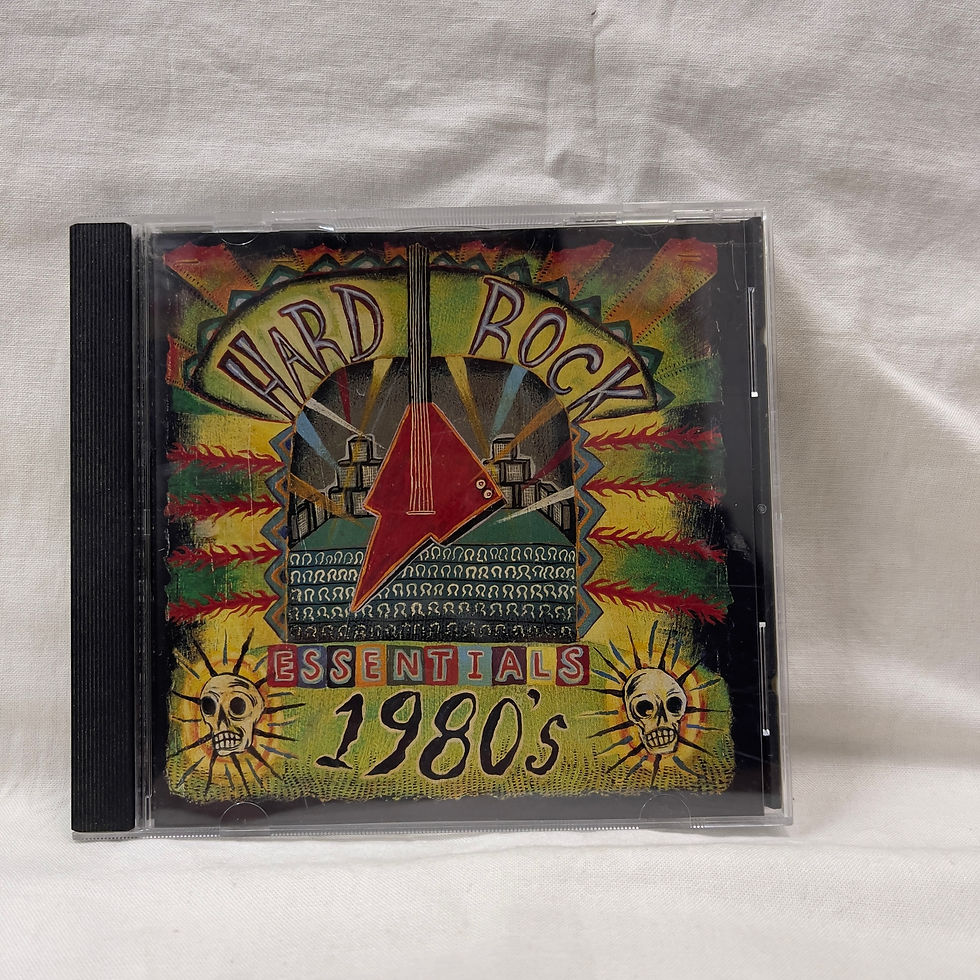 HARD ROCK
ESSENTIALS
1980's